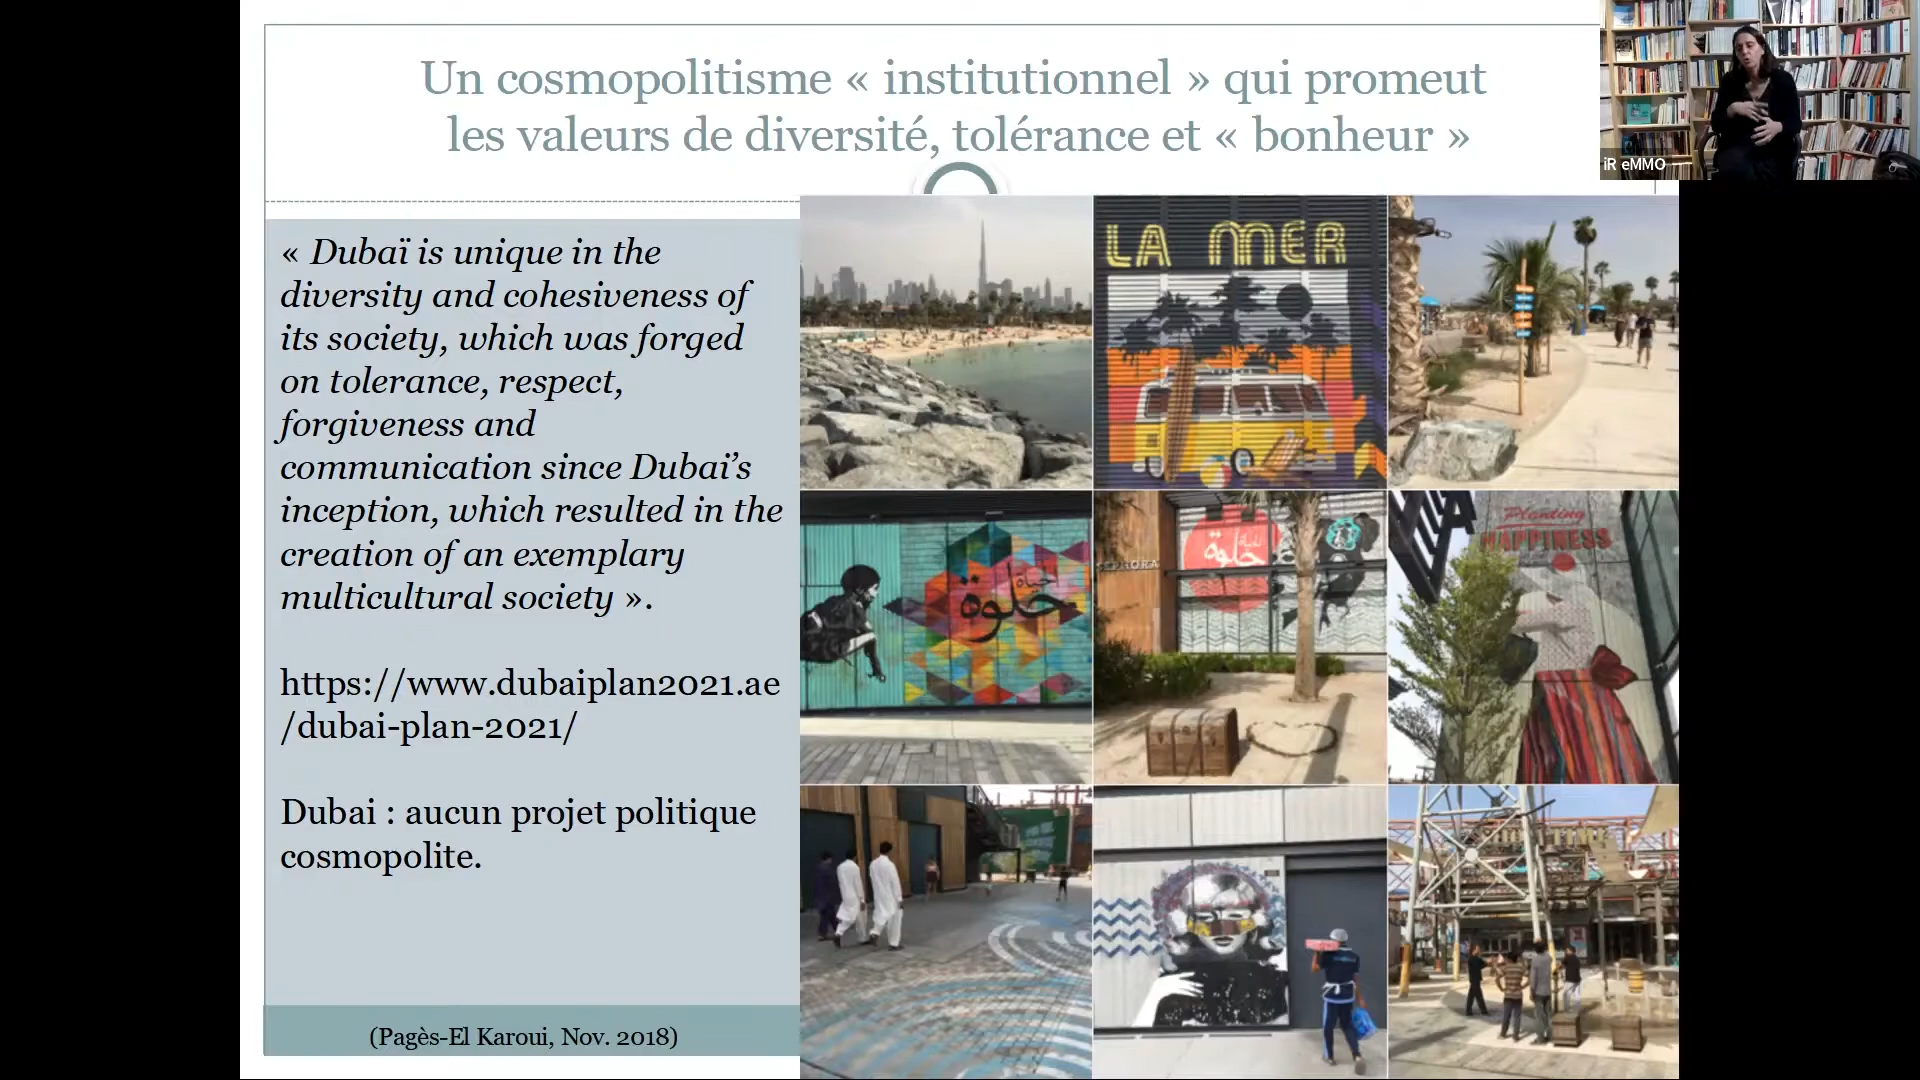 Un cosmopolitisme « institutionnel » qui promeut
les valeurs de diversité, tolérance et « bonheur »
iR eMMO
« Dubaï is unique in the
diversity and cohesiveness of
its society, which was forged
on tolerance, respect,
forgiveness and
communication since Dubaï’s
inception, which resulted in the
creation of an exemplary
multicultural society ».
https://www.dubaiplan2021.ae
/dubai-plan-2021/
Dubai : aucun projet politique
cosmopolite.
(Pagès-El Karoui, Nov. 2018)
LA MER
الحياة
حلوة
SEPHORA
حلوة
Planting
HAPPINESS